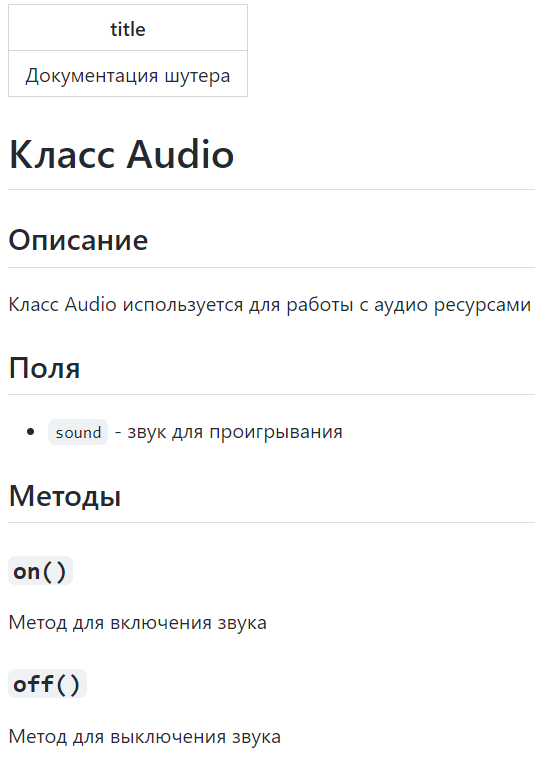 title
Документация шутера
Класс Audio
Описание
Класс Audio используется для работы с аудио ресурсами
Поля
sound - звук для проигрывания
Методы
on()
Метод для включения звука
off()
Метод для выключения звука